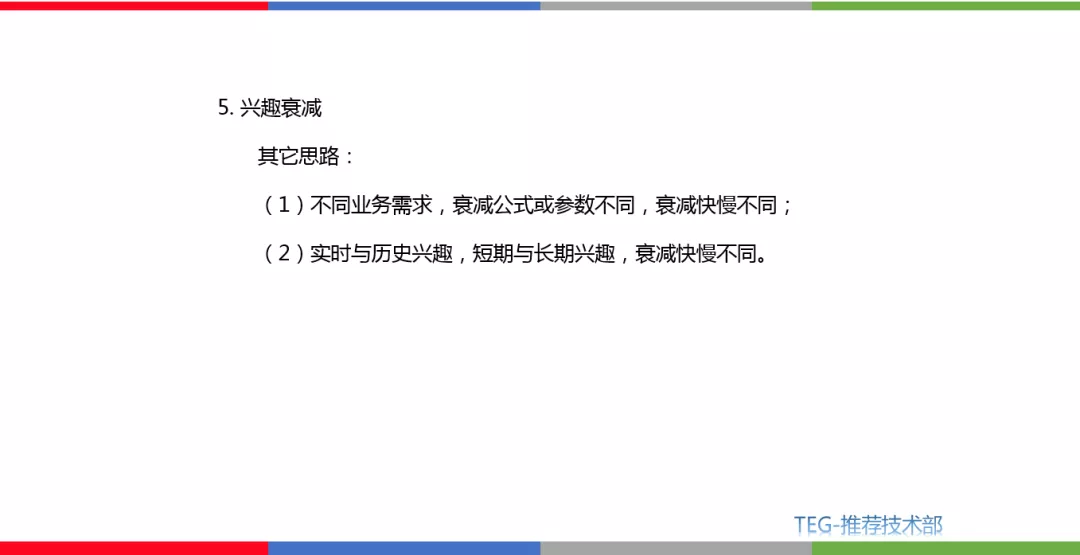 5. 兴趣衰减
其它思路：
（1）不同业务需求，衰减公式或参数不同，衰减快慢不同；
（2）实时与历史兴趣，短期与长期兴趣，衰减快慢不同。
TEG-推荐技术部